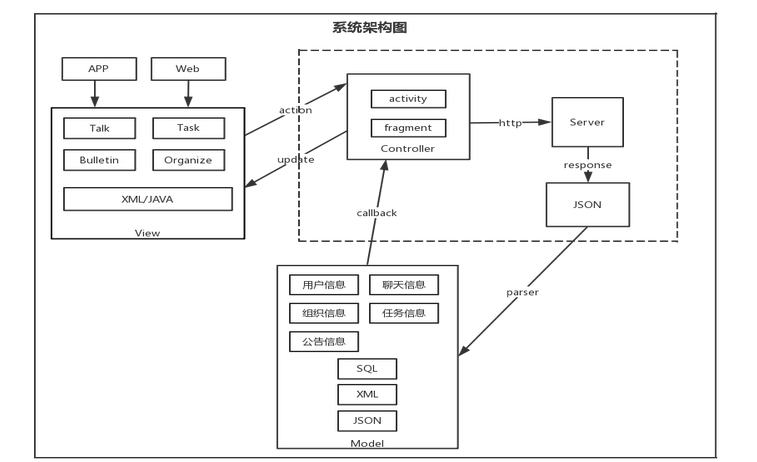 系统架构图
APP
Web
Talk
Task
Bulletin
Organize
XML/JAVA
View
action
update
activity
fragment
Controller
http
Server
response
JSON
callback
parser
用户信息
聊天信息
组织信息
任务信息
公告信息
SQL
XML
JSON
Model